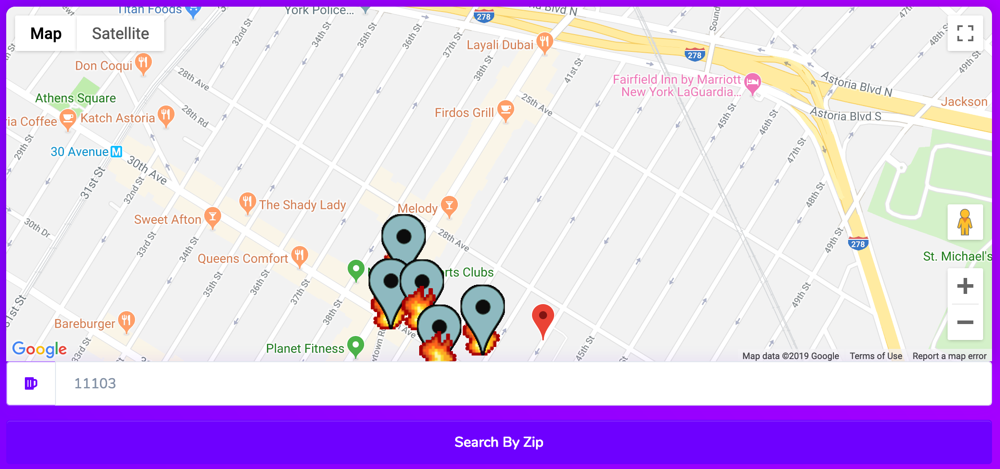 Titan Foods
York Police...
ia Blvd N
278
47th
Sound
Map
Satellite
32nd St
34th St
35th St
36th St
37th St
Layali Dubai
278
48th S
Don Coqui
28th Ave
38th St
41st St
49th St
Fairfield Inn by Marriott
New York LaGuardia...
Astoria Blvd N
Athens Square
25th Ave
Jackson
ria Coffee
Katch Astoria
28th Rd
Firdos Grill
45th St
46th St
Astoria Blvd S
29th St
30 Avenue
M
30th Ave
47th St
31st St
32nd St
48th St
The Shady Lady
Melody
Sweet Afton
30th Dr
33rd St
34th St
28th Ave
49th St
278
Queens Comfort
St. Michael's
rts Clubs
35th St
36th St
37th St
49th St
31st St
38th St
Bareburger
Ave
Google
33rd St
Planet Fitness
wtown Rd
45th St
St
Map data ©2019 Google
Terms of Use
Report a map error
11103
Search By Zip